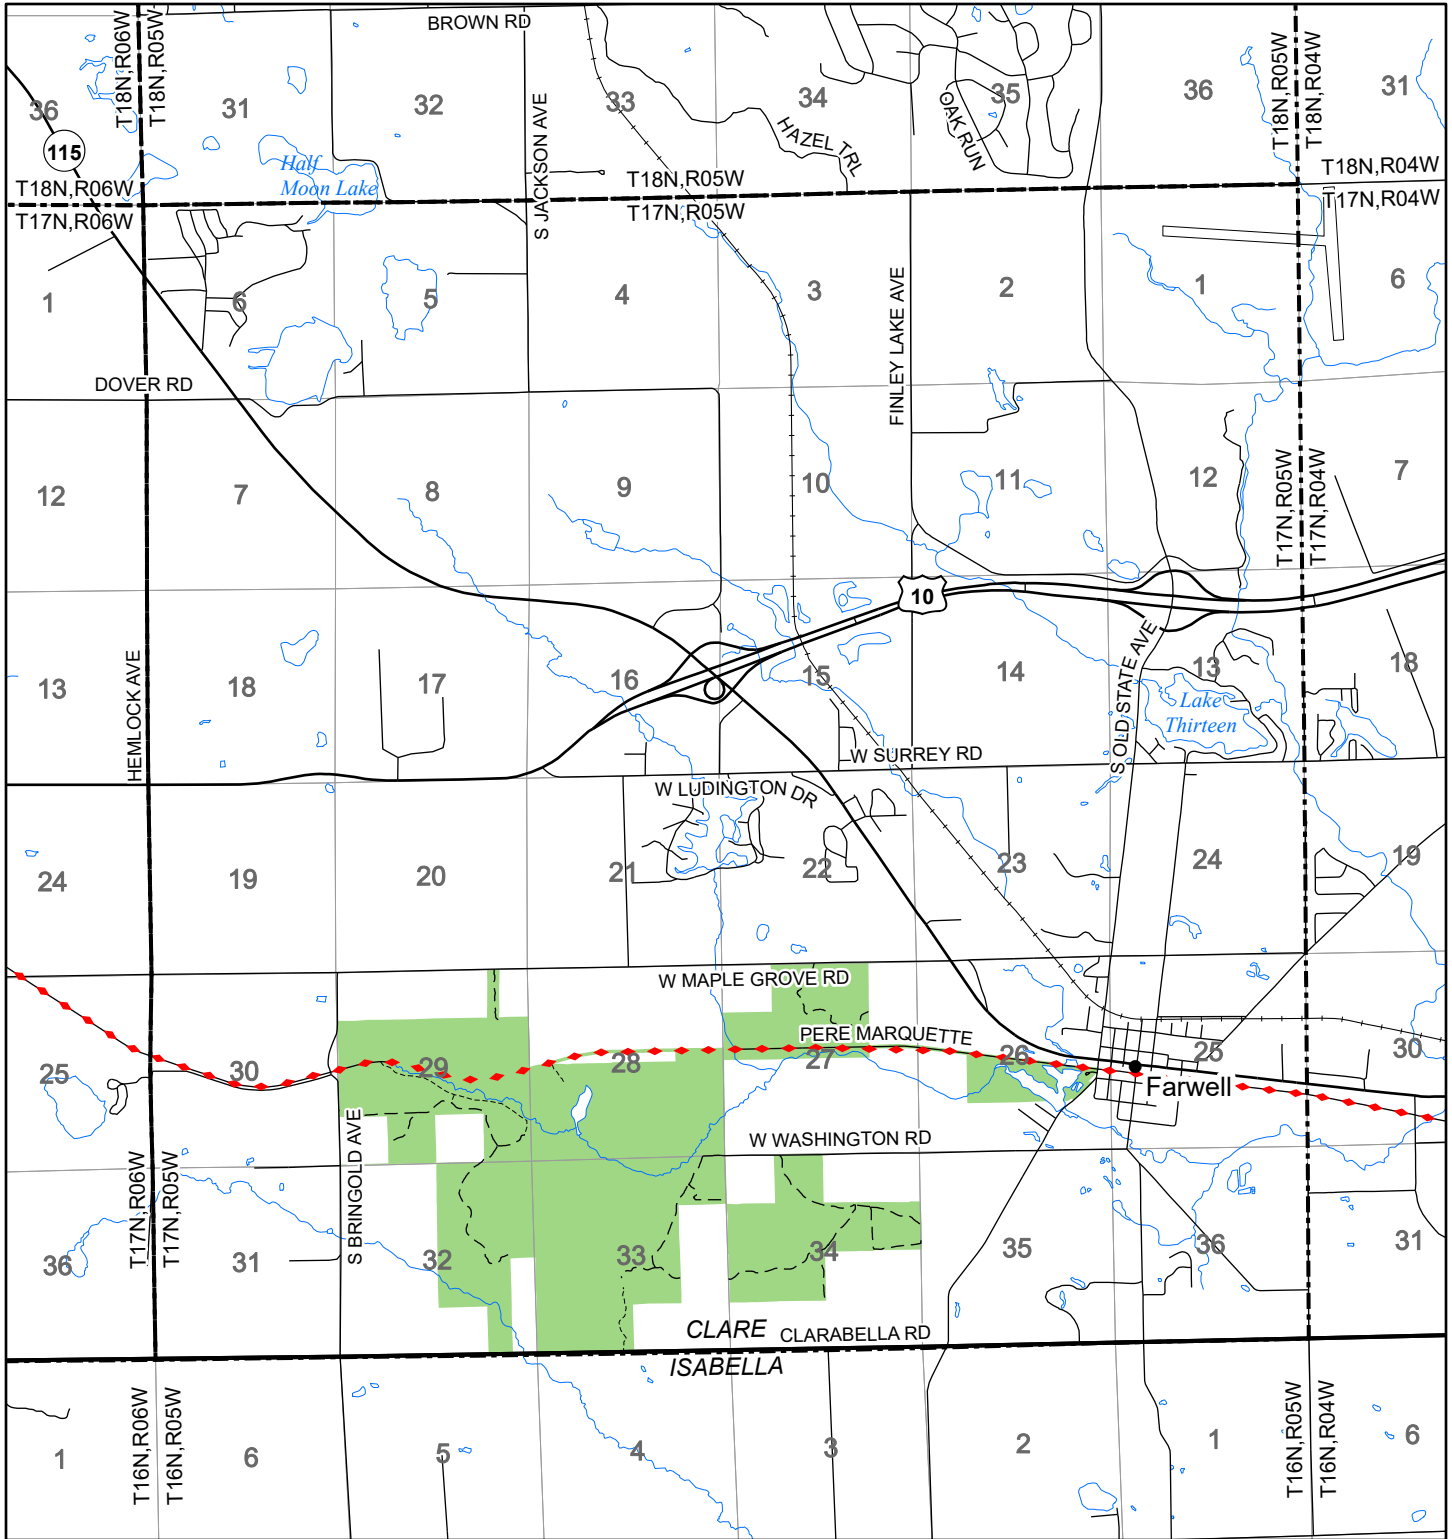 BROWN RD
T18N,R06W
T18N,R05W
T18N,R05W
T18N,R04W
36
31
32
33
34
35
36
31
115
S JACKSON AVE
HAZEL TRL
OAK RUN
Half
Moon Lake
T18N,R06W
T17N,R06W
T18N,R05W
T17N,R05W
T18N,R04W
T17N,R04W
1
6
5
4
3
2
1
6
FINLEY LAKE AVE
DOVER RD
12
7
8
9
10
11
12
7
T17N,R05W
T17N,R04W
10
HEMLOCK AVE
13
18
17
16
15
14
13
18
S OLD STATE AVE
Lake
Thirteen
W SURREY RD
W LUDINGTON DR
24
19
20
21
22
23
24
19
W MAPLE GROVE RD
PERE MARQUETTE
25
30
29
28
27
26
25
30
Farwell
S BRINGOLD AVE
W WASHINGTON RD
T17N,R06W
T17N,R05W
36
31
32
33
34
35
36
31
CLARE
CLARABELLA RD
ISABELLA
T16N,R06W
T16N,R05W
T16N,R05W
T16N,R04W
1
6
5
4
3
2
1
6